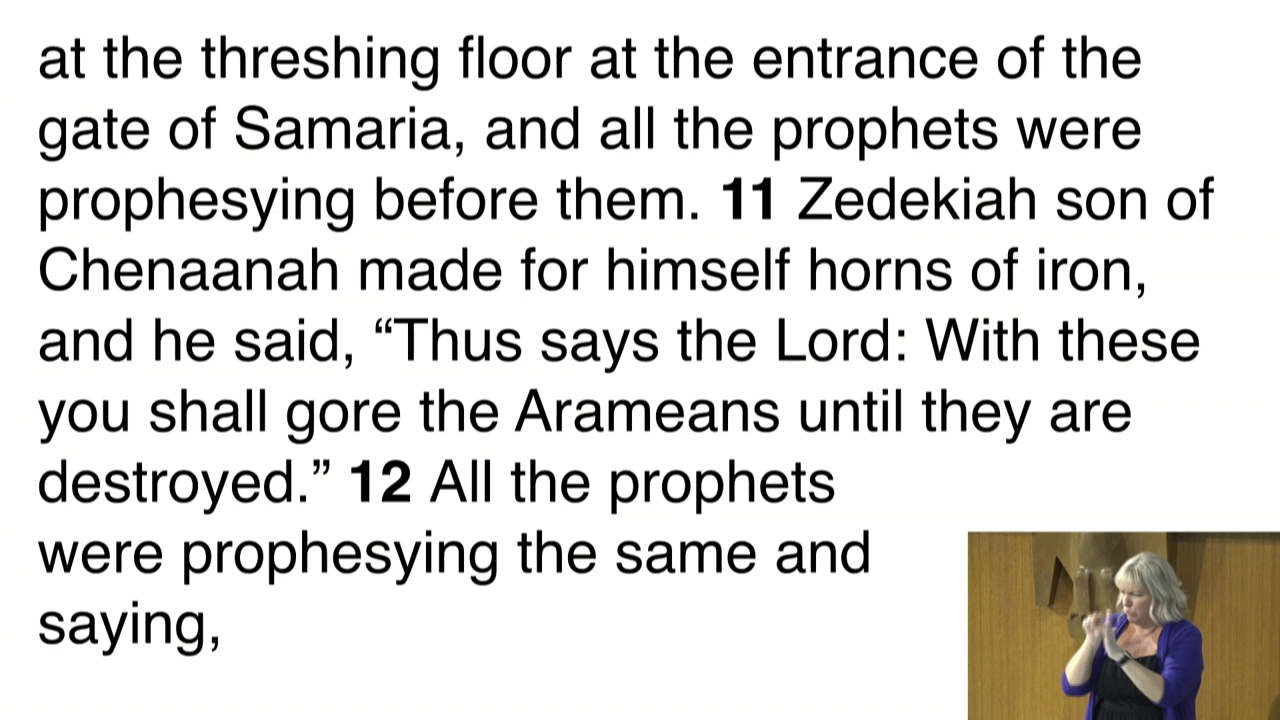 at the threshing floor at the entrance of the
gate of Samaria, and all the prophets were
prophesying before them. 11 Zedekiah son of
Chenaanah made for himself horns of iron,
and he said, “Thus says the Lord: With these
you shall gore the Arameans until they are
destroyed.” 12 All the prophets
were prophesying the same and
saying,